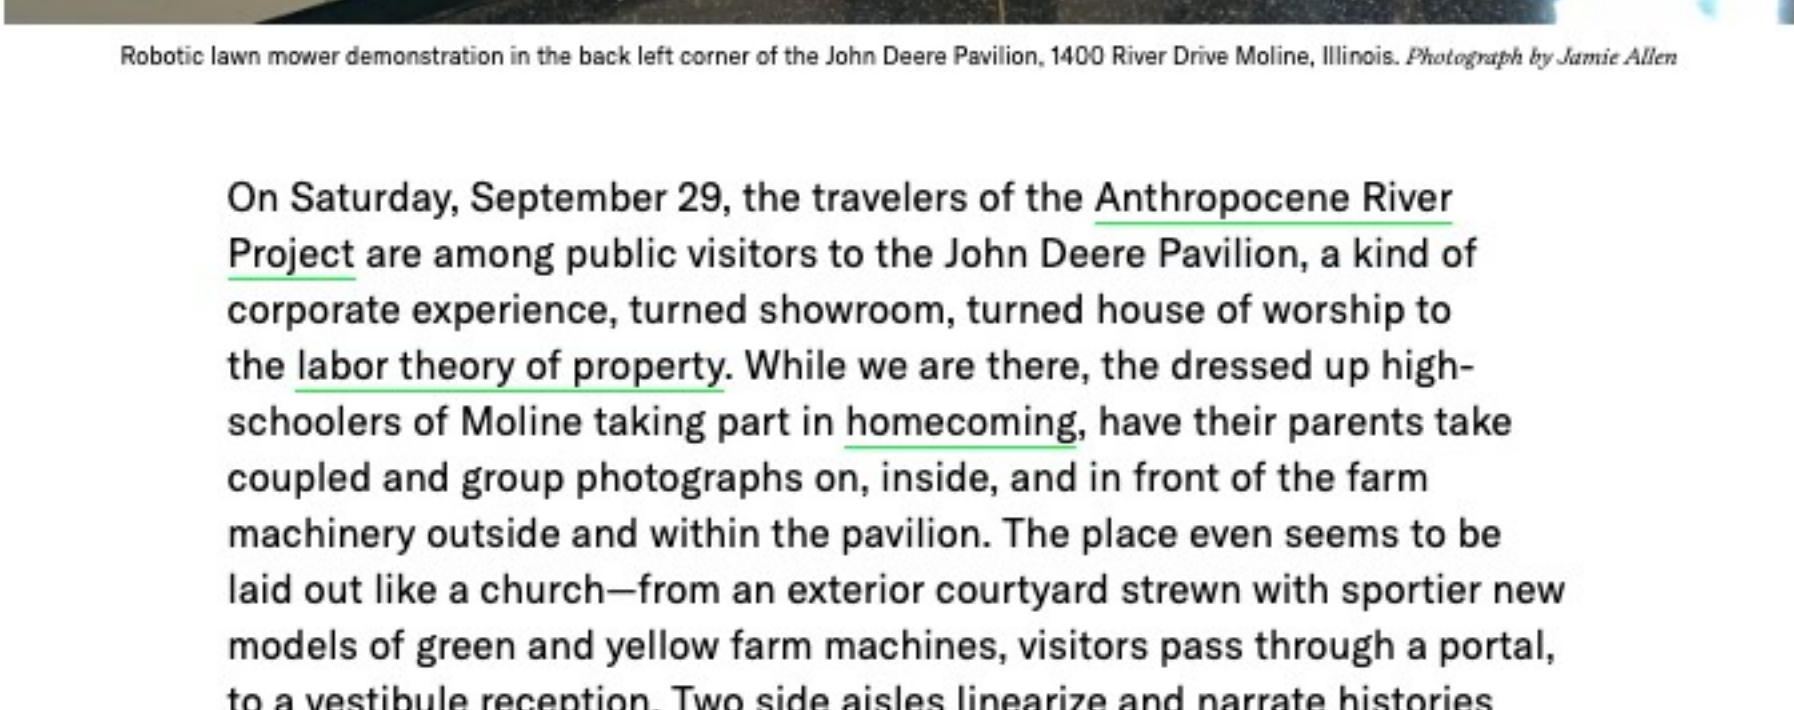 Robotic lawn mower demonstration in the back left corner of the John Deere Pavilion, 1400 River Drive Moline, Illinois. Photograph by Jamie Allen
On Saturday, September 29, the travelers of the Anthropocene River
Project are among public visitors to the John Deere Pavilion, a kind of
corporate experience, turned showroom, turned house of worship to
the labor theory of property. While we are there, the dressed up high-
schoolers of Moline taking part in homecoming, have their parents take
coupled and group photographs on, inside, and in front of the farm
machinery outside and within the pavilion. The place even seems to be
laid out like a church—from an exterior courtyard strewn with sportier new
models of green and yellow farm machines, visitors pass through a portal,
to a vestibule reception. Two side aisles linearize and narrate histories